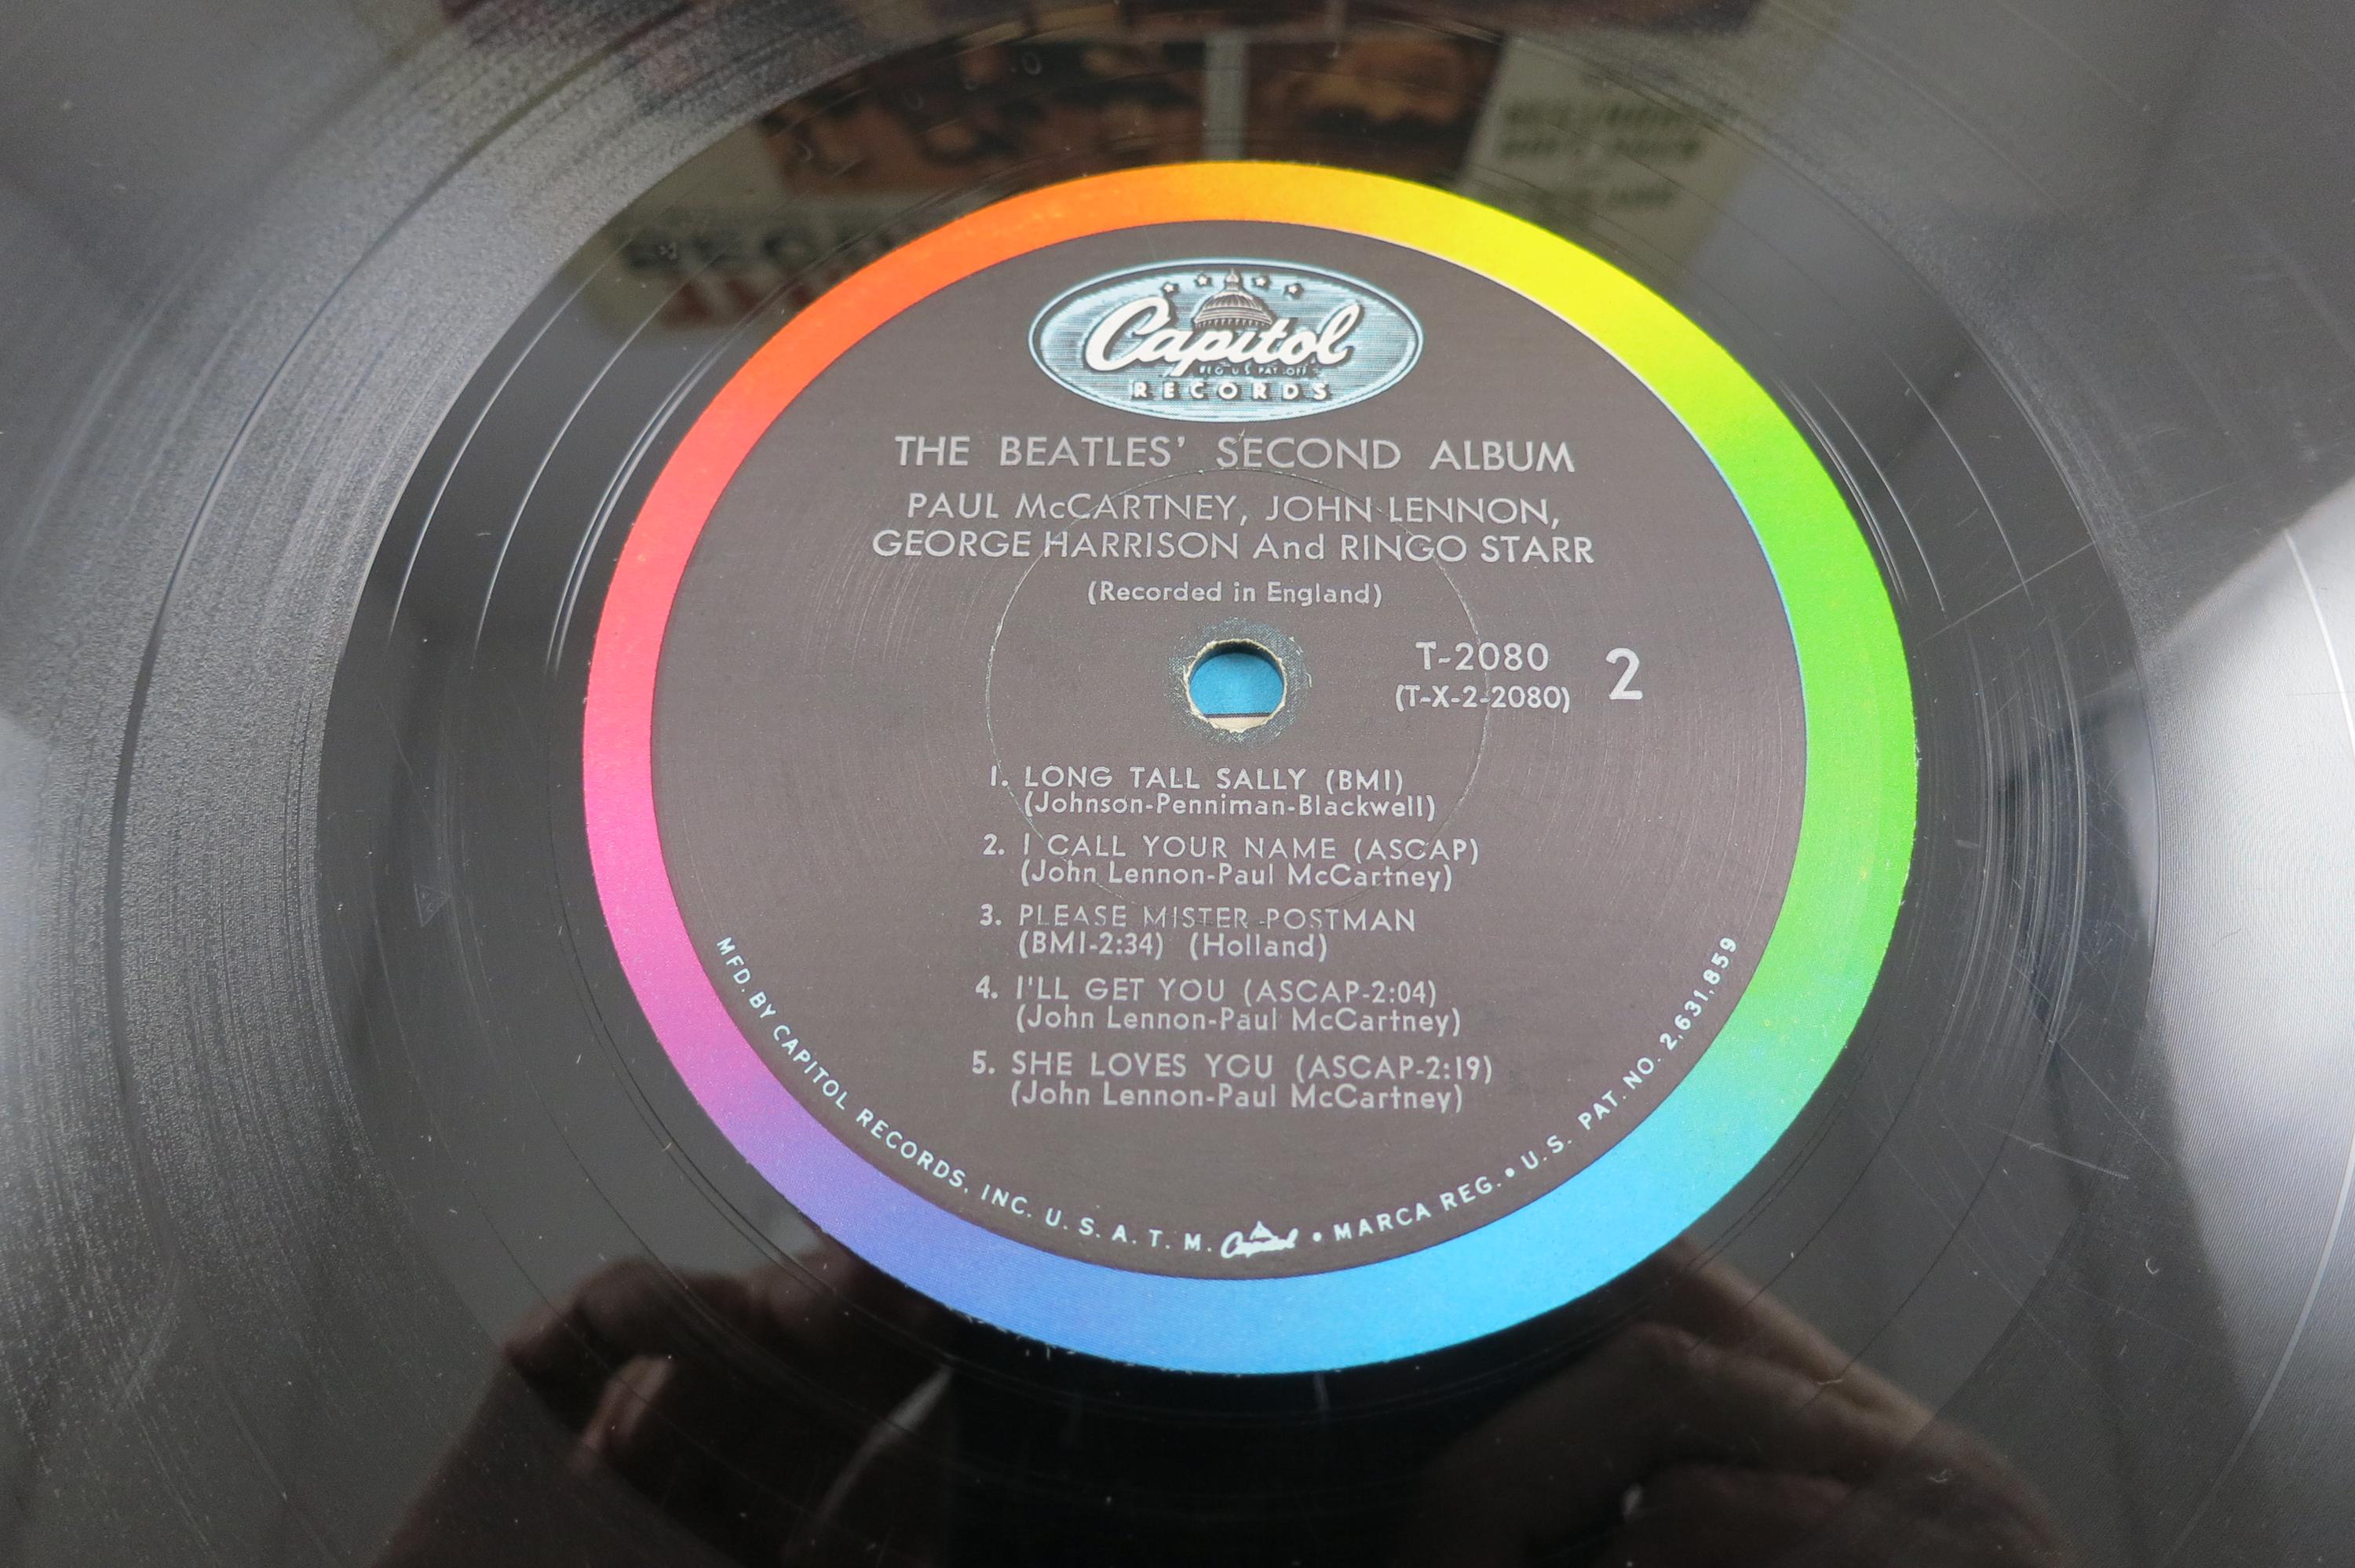 Capitol
REG. U.S. PAT. OFF.
RECORDS
THE BEATLES' SECOND ALBUM
PAUL McCARTNEY, JOHN LENNON,
GEORGE HARRISON And RINGO STARR
(Recorded in England)
T-2080
(T-X-2-2080)
2
1. LONG TALL SALLY (BMI)
(Johnson-Penniman-Blackwell)
2. I CALL YOUR NAME (ASCAP)
(John Lennon-Paul McCartney)
3. PLEASE MISTER POSTMAN
(BMI-2:34) (Holland)
4. I'LL GET YOU (ASCAP-2:04)
(John Lennon-Paul McCartney)
5. SHE LOVES YOU (ASCAP-2:19)
(John Lennon-Paul McCartney)
MFD. BY CAPITOL RECORDS, INC. U. S. A. T. M. Capitol • MARCA REG. • U.S. PAT. NO. 2,631,859